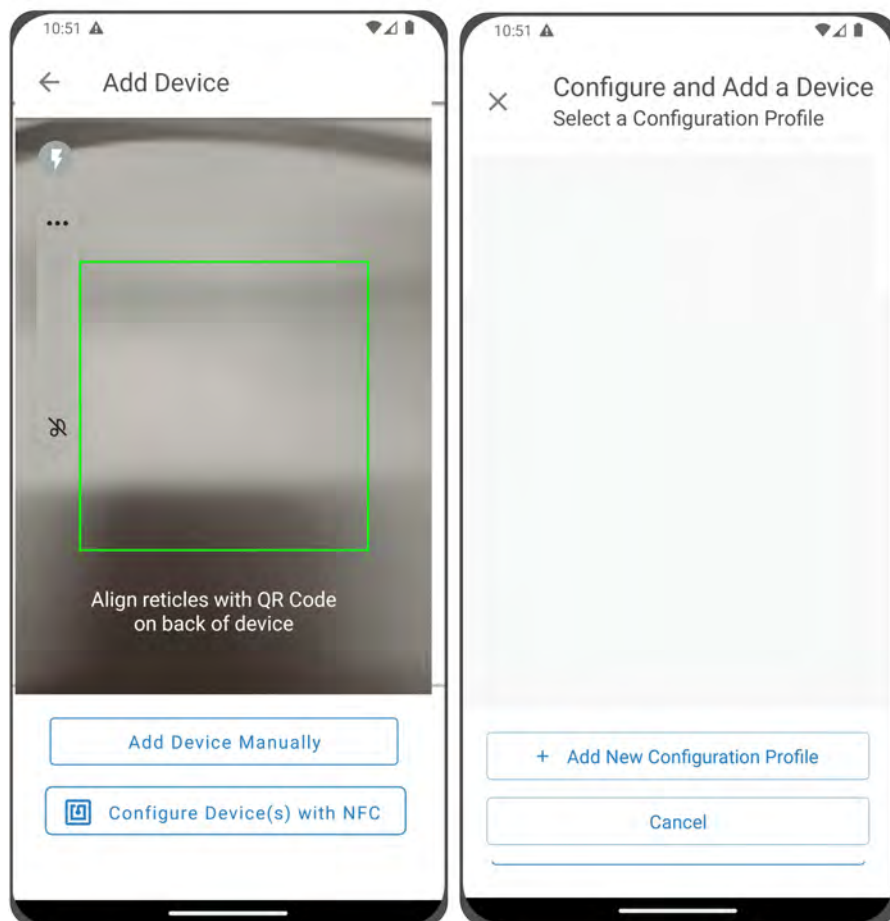 10:51
Add Device
Align reticles with QR Code
on back of device
Add Device Manually
Configure Device(s) with NFC
10:51
Configure and Add a Device
Select a Configuration Profile
+ Add New Configuration Profile
Cancel